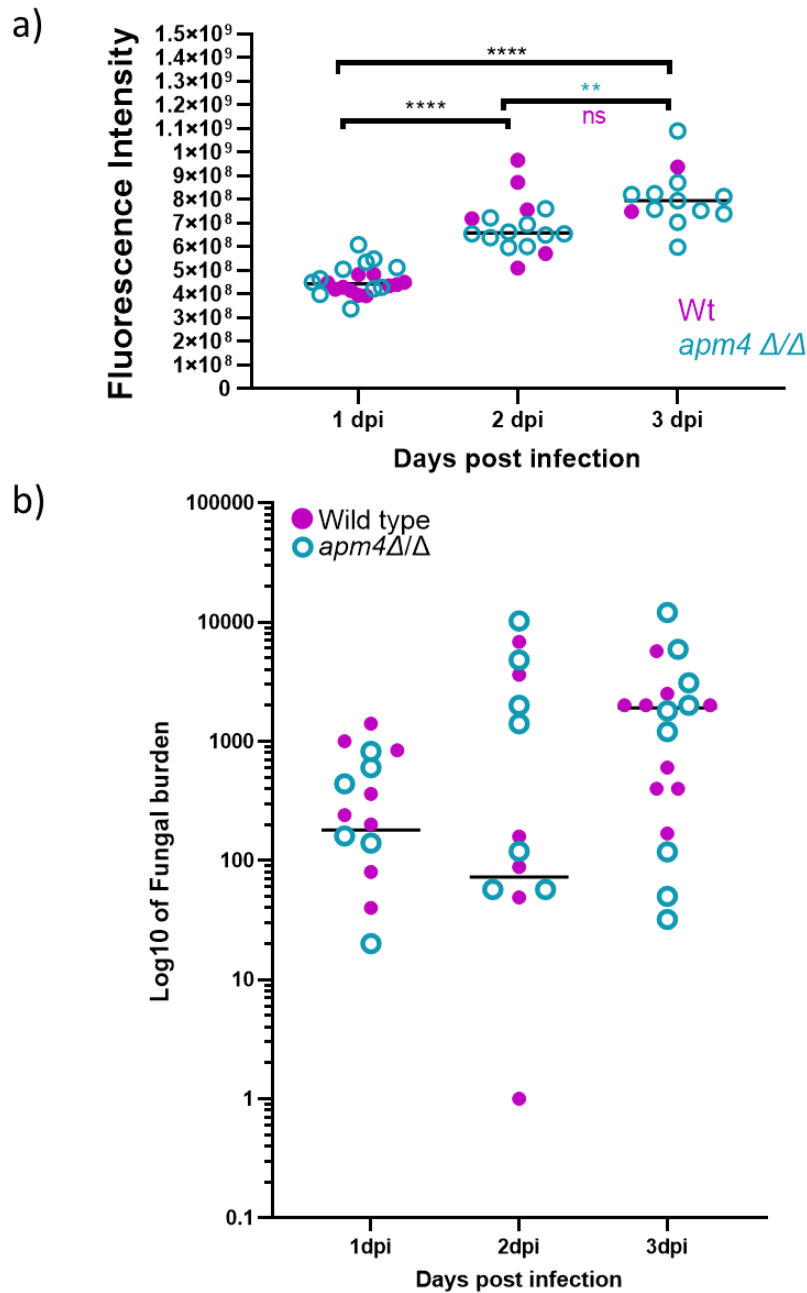 a)
Fluorescence Intensity
1.5×10⁹
1.4×10⁹
1.3×10⁹
1.2×10⁹
1.1×10⁹
1×10⁹
9×10⁸
8×10⁸
7×10⁸
6×10⁸
5×10⁸
4×10⁸
3×10⁸
2×10⁸
1×10⁸
0
****
****
**
ns
Wt
apm4 Δ/Δ
1 dpi 2 dpi 3 dpi
Days post infection
b)
Log10 of Fungal burden
100000
10000
1000
100
10
1
0.1
Wild type
apm4Δ/Δ
1dpi 2dpi 3dpi
Days post infection